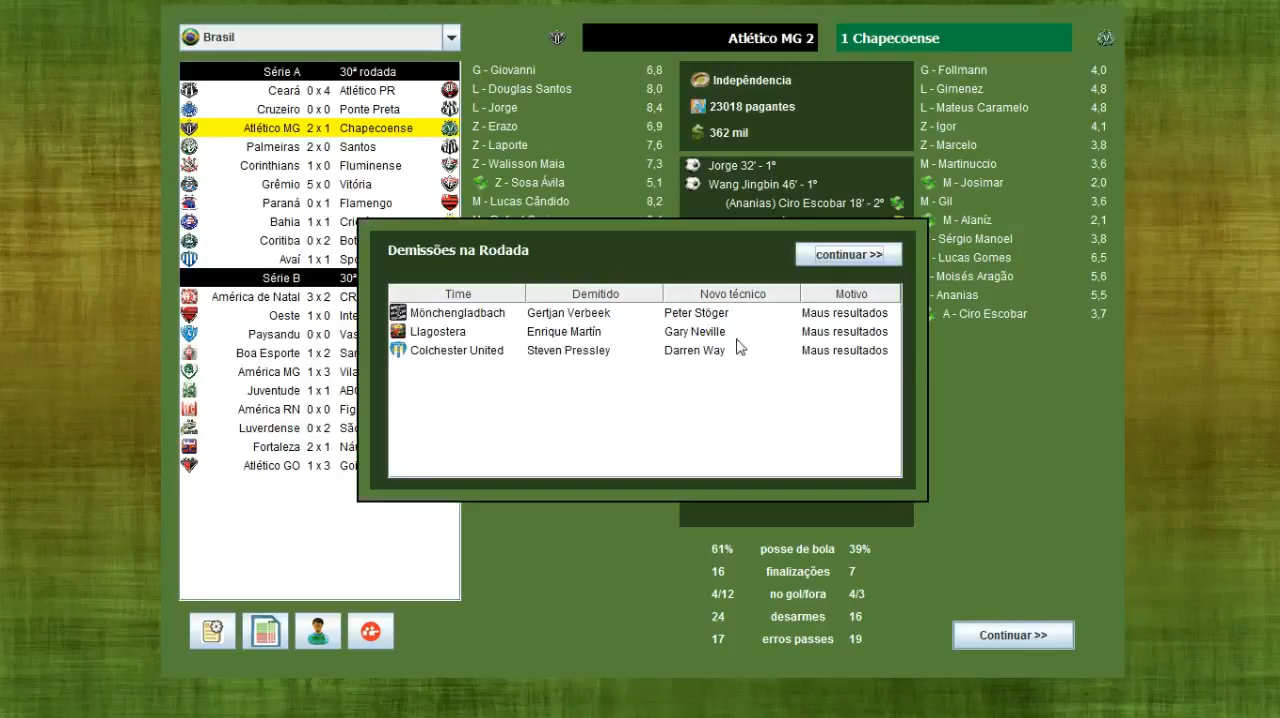 Brasil
Atlético MG 2
1 Chapecoense
Série A 30ª rodada
Ceará 0 x 4 Atlético PR
Cruzeiro 0 x 0 Ponte Preta
Atlético MG 2 x 1 Chapecoense
Palmeiras 2 x 0 Santos
Corinthians 1 x 0 Fluminense
Grêmio 5 x 0 Vitória
Paraná 0 x 1 Flamengo
Bahia 1 x 1
Coritiba 0 x 2
Avaí 1 x 1
Série B 30ª
América de Natal 3 x 2
Oeste 1 x 0
Paysandu 0 x 0
Boa Esporte 1 x 2
América MG 1 x 3
Juventude 1 x 1
América RN 0 x 0
Luverdense 0 x 2
Fortaleza 2 x 1
Atlético GO 1 x 3
G - Giovanni 6,8
L - Douglas Santos 8,0
L - Jorge 8,4
Z - Erazo 6,9
Z - Laporte 7,6
Z - Walisson Maia 7,3
Z - Sosa Ávila 5,1
M - Lucas Cândido 8,2
Indepêndencia
23018 pagantes
362 mil
Jorge 32' - 1º
Wang Jingbin 46' - 1º
(Ananias) Ciro Escobar 18' - 2º
G - Follmann 4,0
L - Gimenez 4,8
L - Mateus Caramelo 4,8
Z - Igor 4,1
Z - Marcelo 3,8
M - Martinuccio 3,6
M - Josimar 2,0
M - Gil 3,6
M - Alaníz 2,1
- Sérgio Manoel 3,8
- Lucas Gomes 6,5
- Moisés Aragão 5,6
- Ananias 5,5
A - Ciro Escobar 3,7
Demissões na Rodada
continuar >>
Time Demitido Novo técnico Motivo
Mönchengladbach Gertjan Verbeek Peter Stöger Maus resultados
Llagostera Enrique Martín Gary Neville Maus resultados
Colchester United Steven Pressley Darren Way Maus resultados
61% posse de bola 39%
16 finalizações 7
4/12 no gol/fora 4/3
24 desarmes 16
17 erros passes 19
Continuar >>